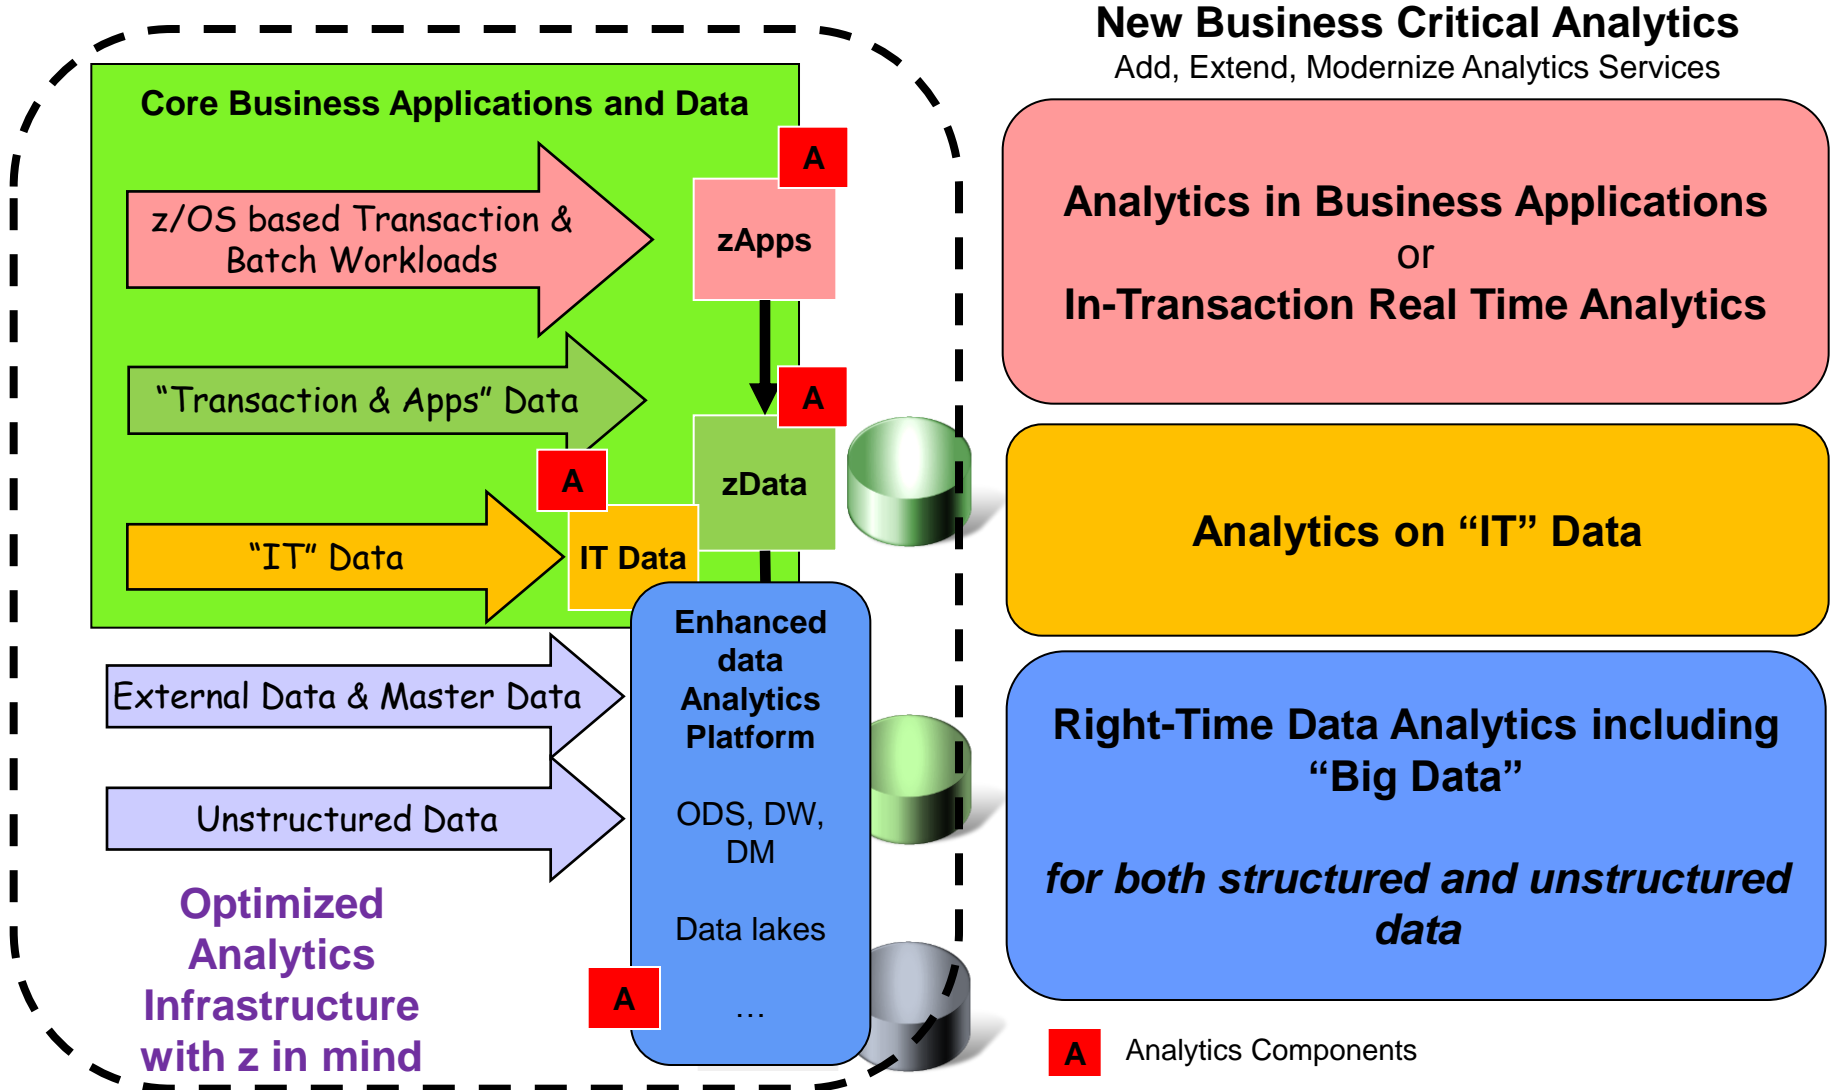 New Business Critical Analytics
Add, Extend, Modernize Analytics Services
Core Business Applications and Data
A
z/OS based Transaction &
Batch Workloads
zApps
"Transaction & Apps" Data
A
zData
A
"IT" Data
IT Data
External Data & Master Data
Unstructured Data
Enhanced
data
Analytics
Platform
ODS, DW,
DM
Data lakes
…
A
Optimized
Analytics
Infrastructure
with z in mind
Analytics in Business Applications
or
In-Transaction Real Time Analytics
Analytics on “IT” Data
Right-Time Data Analytics including
“Big Data”
for both structured and unstructured
data
A Analytics Components